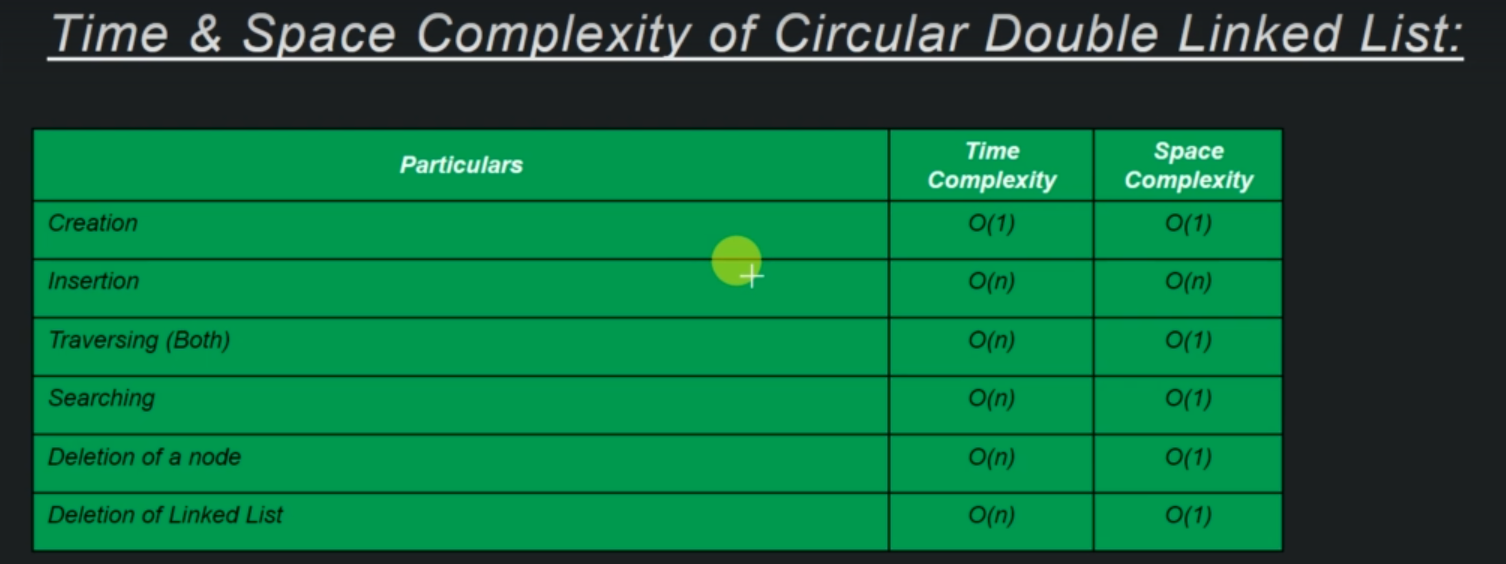 Time & Space Complexity of Circular Double Linked List:
Particulars Time Complexity Space Complexity
Creation O(1) O(1)
Insertion O(n) O(n)
Traversing (Both) O(n) O(1)
Searching O(n) O(1)
Deletion of a node O(n) O(1)
Deletion of Linked List O(n) O(1)